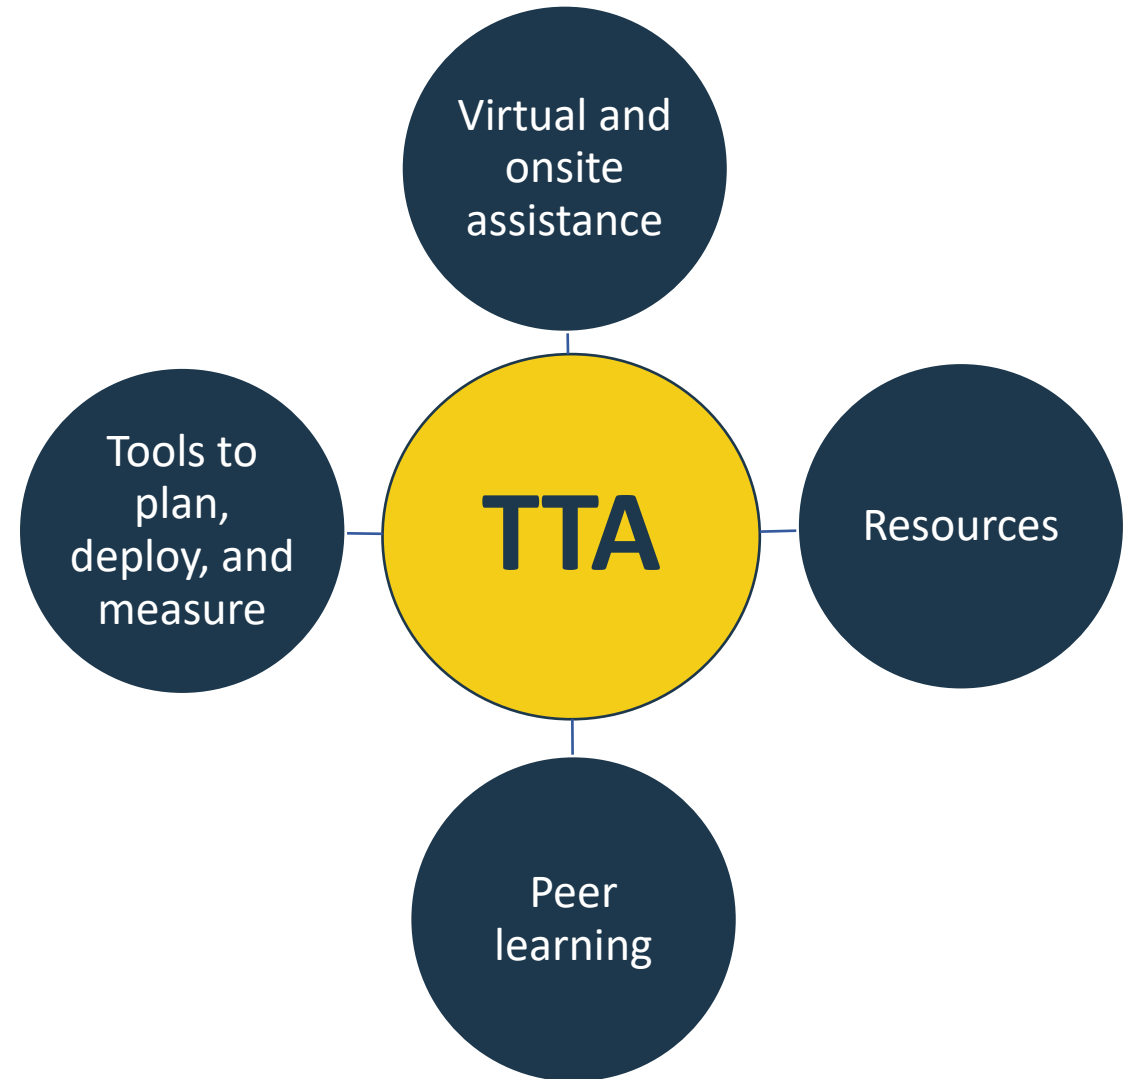 Virtual and
onsite
assistance
Tools to
plan,
deploy, and
measure
TTA
Resources
Peer
learning